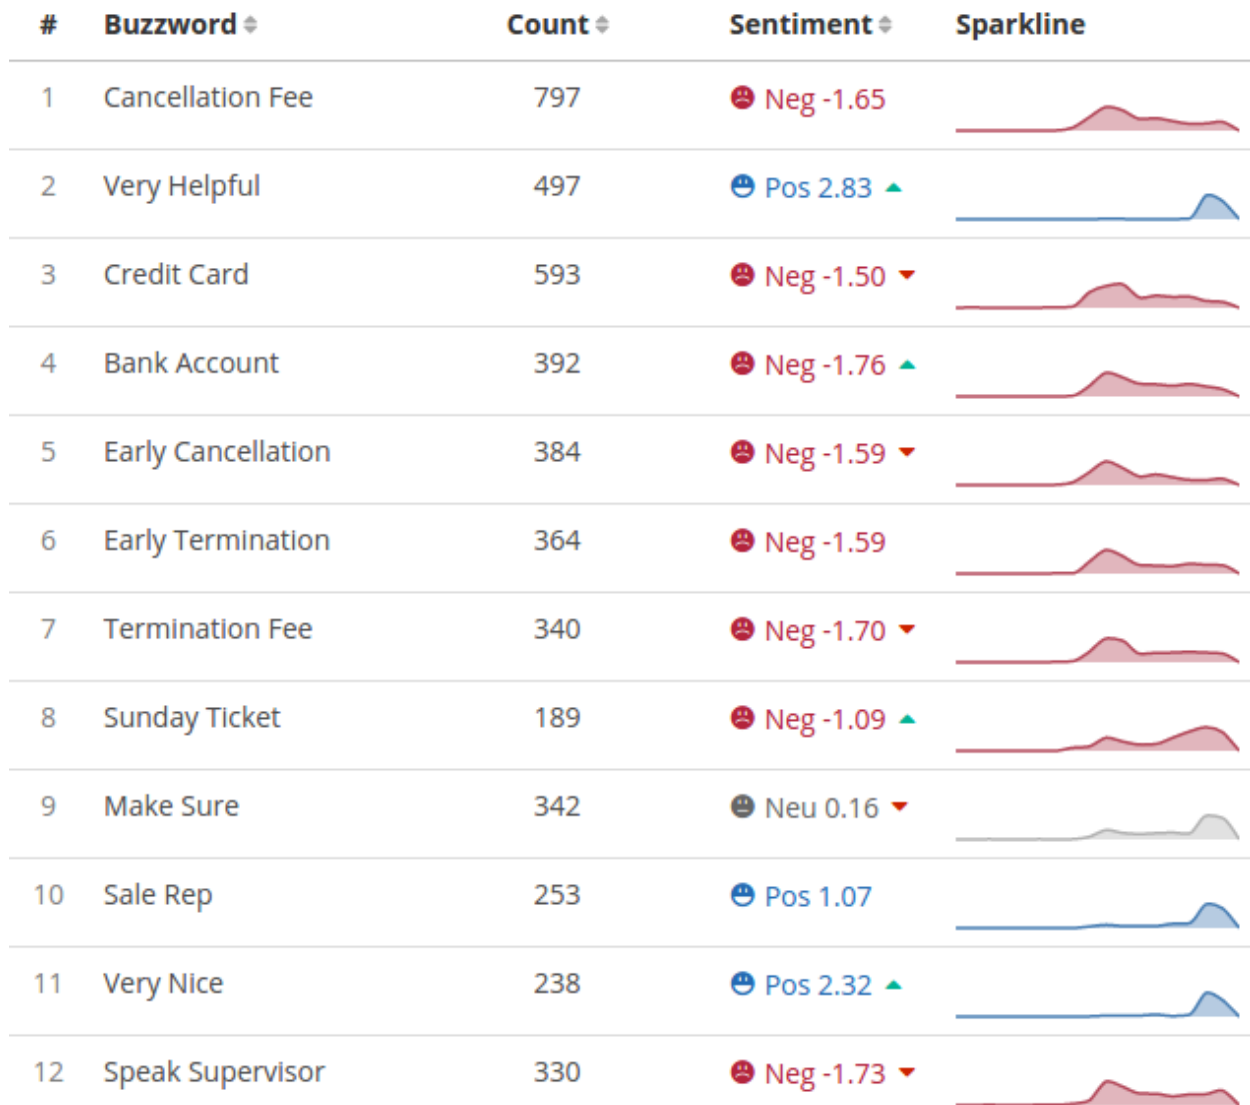 # Buzzword Count Sentiment Sparkline
1 Cancellation Fee 797 Neg -1.65
2 Very Helpful 497 Pos 2.83
3 Credit Card 593 Neg -1.50
4 Bank Account 392 Neg -1.76
5 Early Cancellation 384 Neg -1.59
6 Early Termination 364 Neg -1.59
7 Termination Fee 340 Neg -1.70
8 Sunday Ticket 189 Neg -1.09
9 Make Sure 342 Neu 0.16
10 Sale Rep 253 Pos 1.07
11 Very Nice 238 Pos 2.32
12 Speak Supervisor 330 Neg -1.73